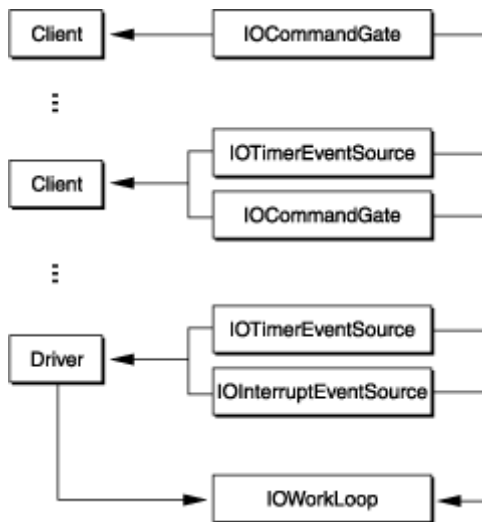 Client
IOCommandGate
IOTimerEventSource
Client
IOCommandGate
IOTimerEventSource
Driver
IOInterruptEventSource
IOWorkLoop